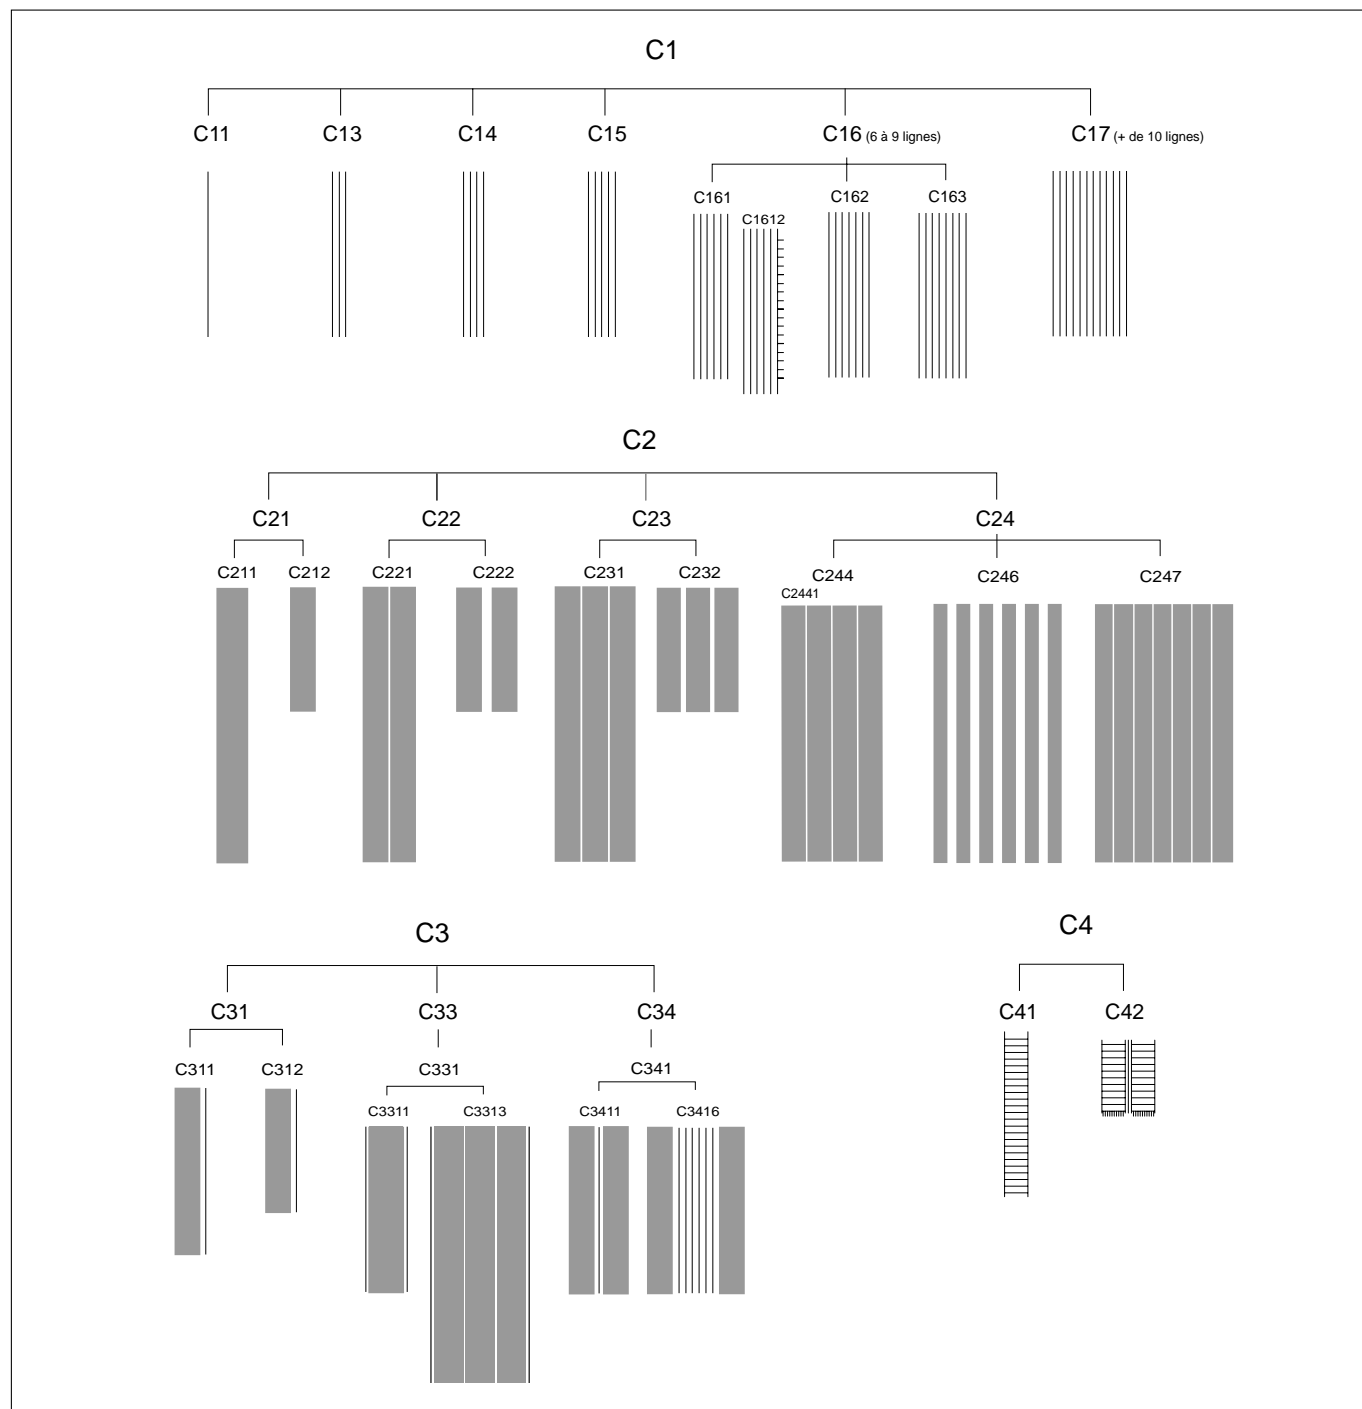 C1
C11 C13 C14 C15 C16 (6 à 9 lignes) C17 (+ de 10 lignes)
C161 C162 C163
C1612
C2
C21 C22 C23 C24
C211 C212 C221 C222 C231 C232 C244 C246 C247
C2441
C3 C4
C31 C33 C34 C41 C42
C311 C312 C331 C341
C3311 C3313 C3411 C3416